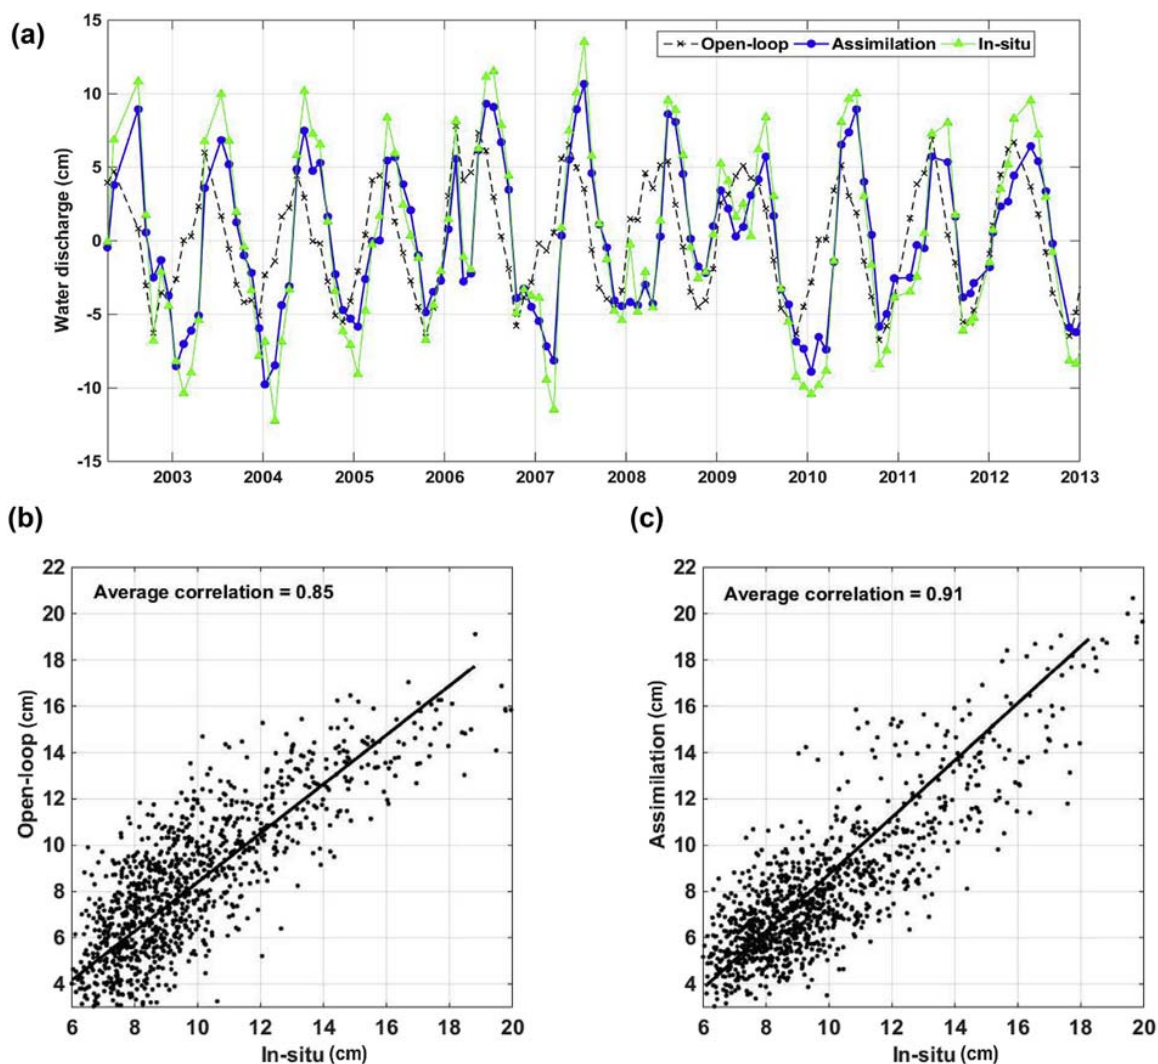 (a)
Open-loop Assimilation In-situ
Water discharge (cm)
15
10
5
0
-5
-10
-15
2003 2004 2005 2006 2007 2008 2009 2010 2011 2012 2013
(b)
Average correlation = 0.85
Open-loop (cm)
22
20
18
16
14
12
10
8
6
4
6 8 10 12 14 16 18 20
In-situ (cm)
(c)
Average correlation = 0.91
Assimilation (cm)
22
20
18
16
14
12
10
8
6
4
6 8 10 12 14 16 18 20
In-situ (cm)